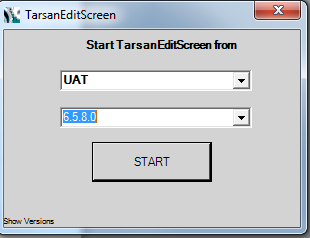 TarsanEditScreen
Start TarsanEditScreen from
UAT
6.5.8.0
START
Show Versions